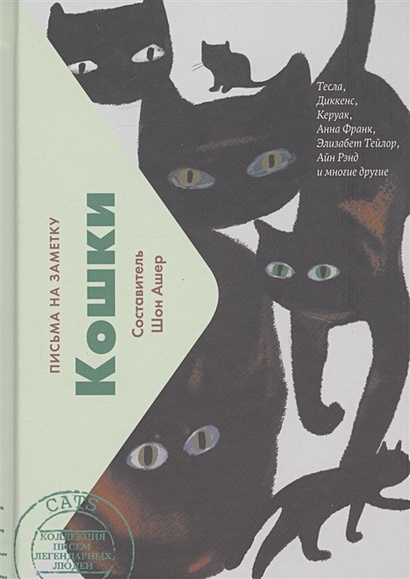 Тесла,
Диккенс,
Керуак,
Анна Франк,
Элизабет Тейлор,
Айн Рэнд
и многие другие
ПИСЬМА НА ЗАМЕТКУ
Кошки
Составитель
Шон Ашер
CATS
КОЛЛЕКЦИЯ
ПИСЕМ
ЛЕГЕНДАРНЫХ
ЛЮДЕЙ